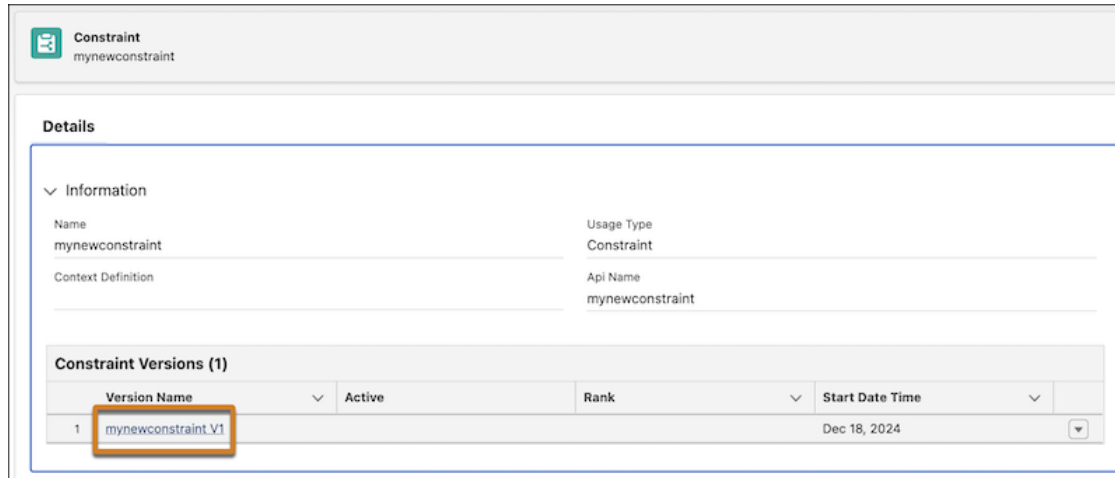 Constraint
mynewconstraint
Details
Information
Name
mynewconstraint
Usage Type
Constraint
Context Definition
Api Name
mynewconstraint
Constraint Versions (1)
Version Name Active Rank Start Date Time
1 mynewconstraint V1 Dec 18, 2024